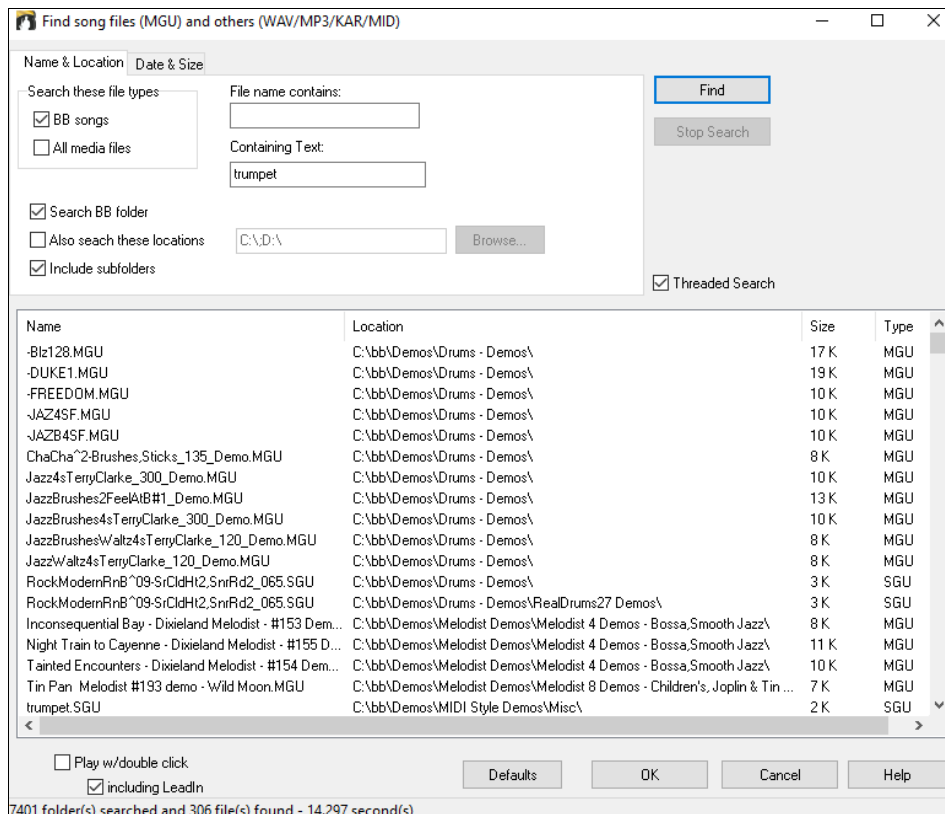 Find song files (MGU) and others (WAV/MP3/KAR/MID)
Name & Location Date & Size
Search these file types
BB songs
All media files
File name contains:
Containing Text:
trumpet
Find
Stop Search
Search BB folder
Also seach these locations C:\;D:\ Browse...
Include subfolders
Threaded Search
Name Location Size Type
-Blz128.MGU C:\bb\Demos\Drums - Demos\ 17 K MGU
-DUKE1.MGU C:\bb\Demos\Drums - Demos\ 19 K MGU
-FREEDOM.MGU C:\bb\Demos\Drums - Demos\ 10 K MGU
-JAZ4SF.MGU C:\bb\Demos\Drums - Demos\ 10 K MGU
-JAZB4SF.MGU C:\bb\Demos\Drums - Demos\ 10 K MGU
ChaCha^2-Brushes,Sticks_135_Demo.MGU C:\bb\Demos\Drums - Demos\ 8 K MGU
Jazz4sTerryClarke_300_Demo.MGU C:\bb\Demos\Drums - Demos\ 10 K MGU
JazzBrushes2FeelAtB#1_Demo.MGU C:\bb\Demos\Drums - Demos\ 13 K MGU
JazzBrushes4sTerryClarke_300_Demo.MGU C:\bb\Demos\Drums - Demos\ 10 K MGU
JazzBrushesWaltz4sTerryClarke_120_Demo.MGU C:\bb\Demos\Drums - Demos\ 8 K MGU
JazzWaltz4sTerryClarke_120_Demo.MGU C:\bb\Demos\Drums - Demos\ 8 K MGU
RockModernRnB^09-SrCldHt2,SnrRd2_065.SGU C:\bb\Demos\Drums - Demos\ 3 K SGU
RockModernRnB^09-SrCldHt2,SnrRd2_065.SGU C:\bb\Demos\Drums - Demos\RealDrums27 Demos\ 3 K SGU
Inconsequential Bay - Dixieland Melodist - #153 Dem... C:\bb\Demos\Melodist Demos\Melodist 4 Demos - Bossa,Smooth Jazz\ 8 K MGU
Night Train to Cayenne - Dixieland Melodist - #155 D... C:\bb\Demos\Melodist Demos\Melodist 4 Demos - Bossa,Smooth Jazz\ 11 K MGU
Tainted Encounters - Dixieland Melodist - #154 Dem... C:\bb\Demos\Melodist Demos\Melodist 4 Demos - Bossa,Smooth Jazz\ 10 K MGU
Tin Pan Melodist #193 demo - Wild Moon.MGU C:\bb\Demos\Melodist Demos\Melodist 8 Demos - Children's, Joplin & Tin ... 7 K MGU
trumpet.SGU C:\bb\Demos\MIDI Style Demos\Misc\ 2 K SGU
Play w/double click
including LeadIn
Defaults OK Cancel Help
7401 folder(s) searched and 306 file(s) found - 14.297 second(s)